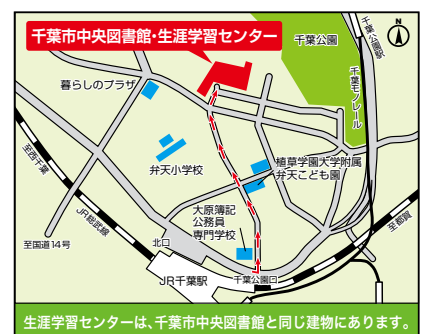 千葉市中央図書館・生涯学習センター
千葉公園
千葉公園駅
N
千葉モノレール
暮らしのプラザ
弁天小学校
植草学園大学附属
弁天こども園
至西千葉
JR総武線
大原簿記
公務員
専門学校
至都賀
至国道14号
北口
JR千葉駅
千葉公園口
生涯学習センターは、千葉市中央図書館と同じ建物にあります。